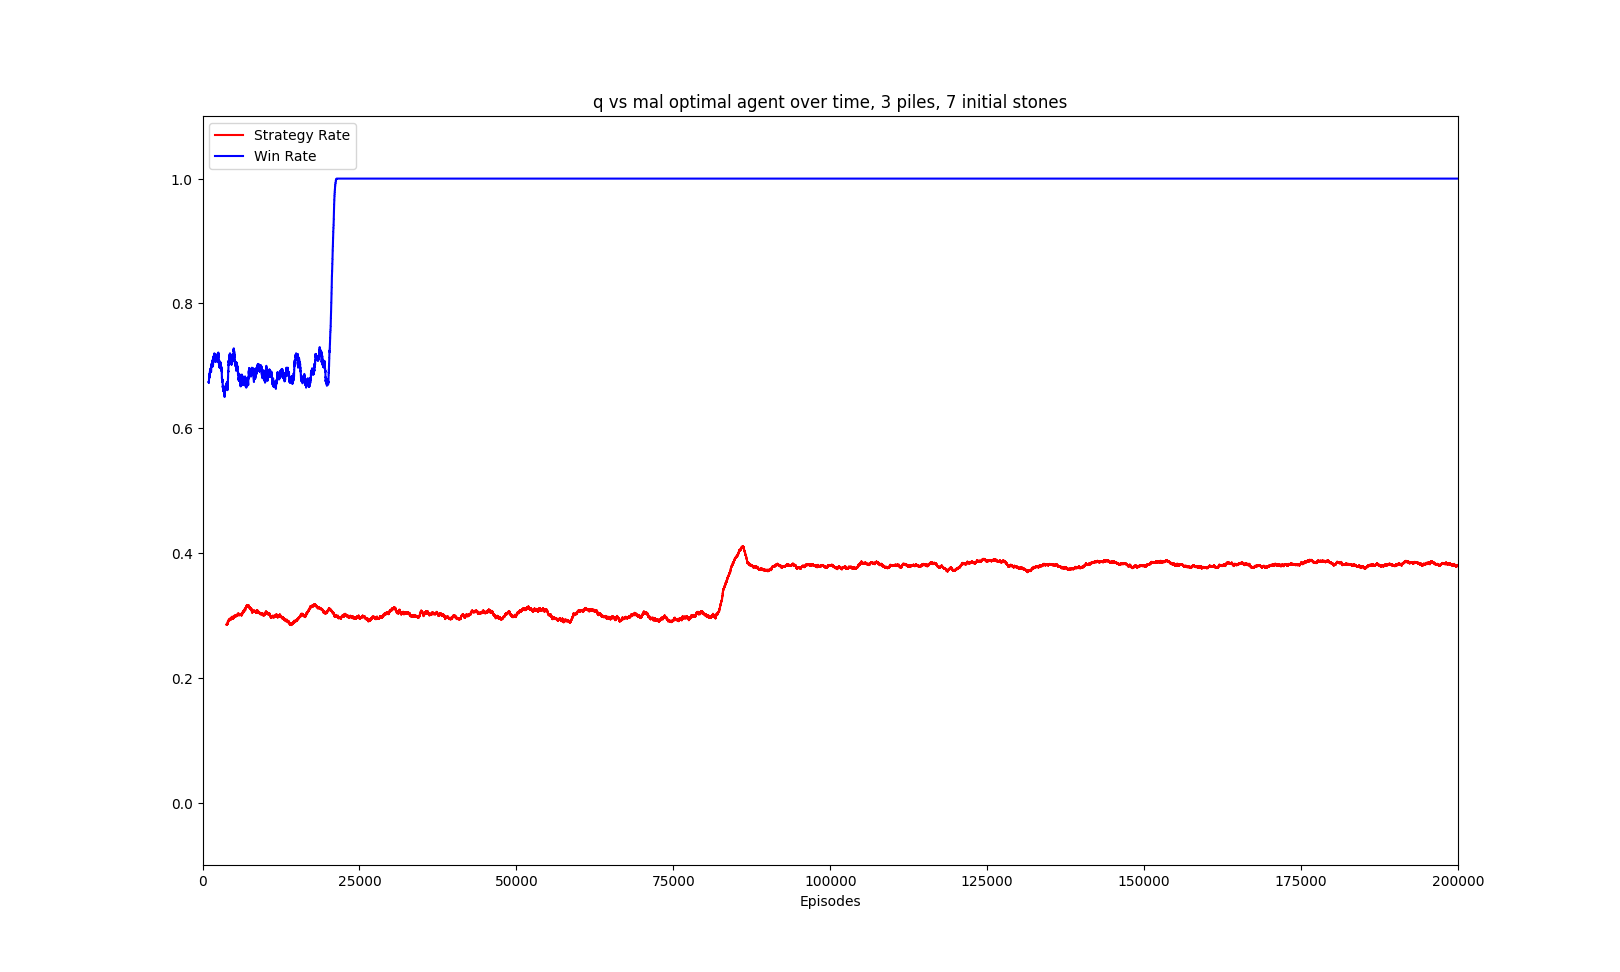 q vs mal optimal agent over time, 3 piles, 7 initial stones
Strategy Rate
Win Rate
1.0
0.8
0.6
0.4
0.2
0.0
0 25000 50000 75000 100000 125000 150000 175000 200000
Episodes